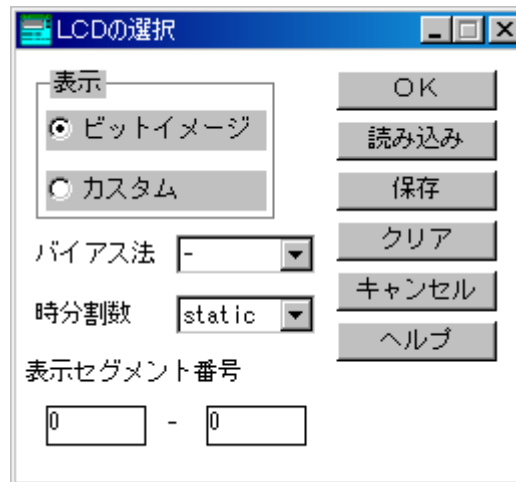 LCDの選択
表示
ビットイメージ
カスタム
バイアス法 -
時分割数 static
表示セグメント番号
0 - 0
OK
読み込み
保存
クリア
キャンセル
ヘルプ